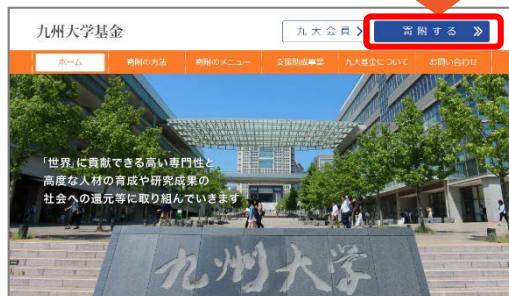 九州大学基金
九大会員 >
寄附する »
ホーム
寄附の方法
寄附のメニュー
支援助成事業
九大基金について
お問い合わせ
「世界」に貢献できる高い専門性と
高度な人材の育成や研究成果の
社会への還元等に取り組んでいきます
九州大学